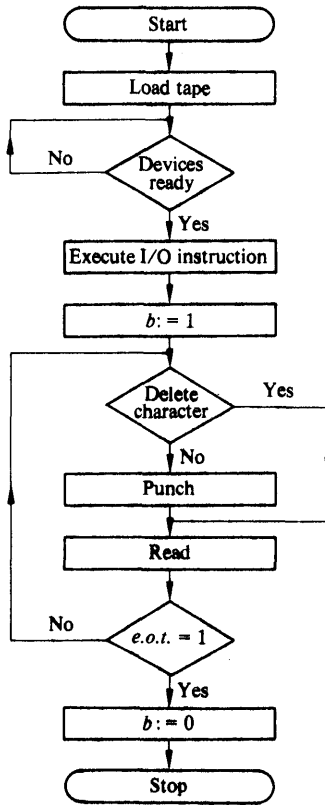 Start
Load tape
No
Devices
ready
Yes
Execute I/O instruction
b: = 1
Delete
character
Yes
No
Punch
Read
No
e.o.t. = 1
Yes
b: = 0
Stop